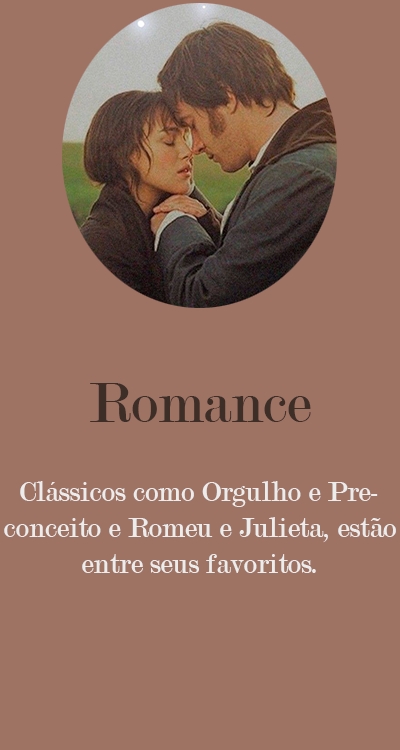 Romance
Clássicos como Orgulho e Pre-
conceito e Romeu e Julieta, estão
entre seus favoritos.